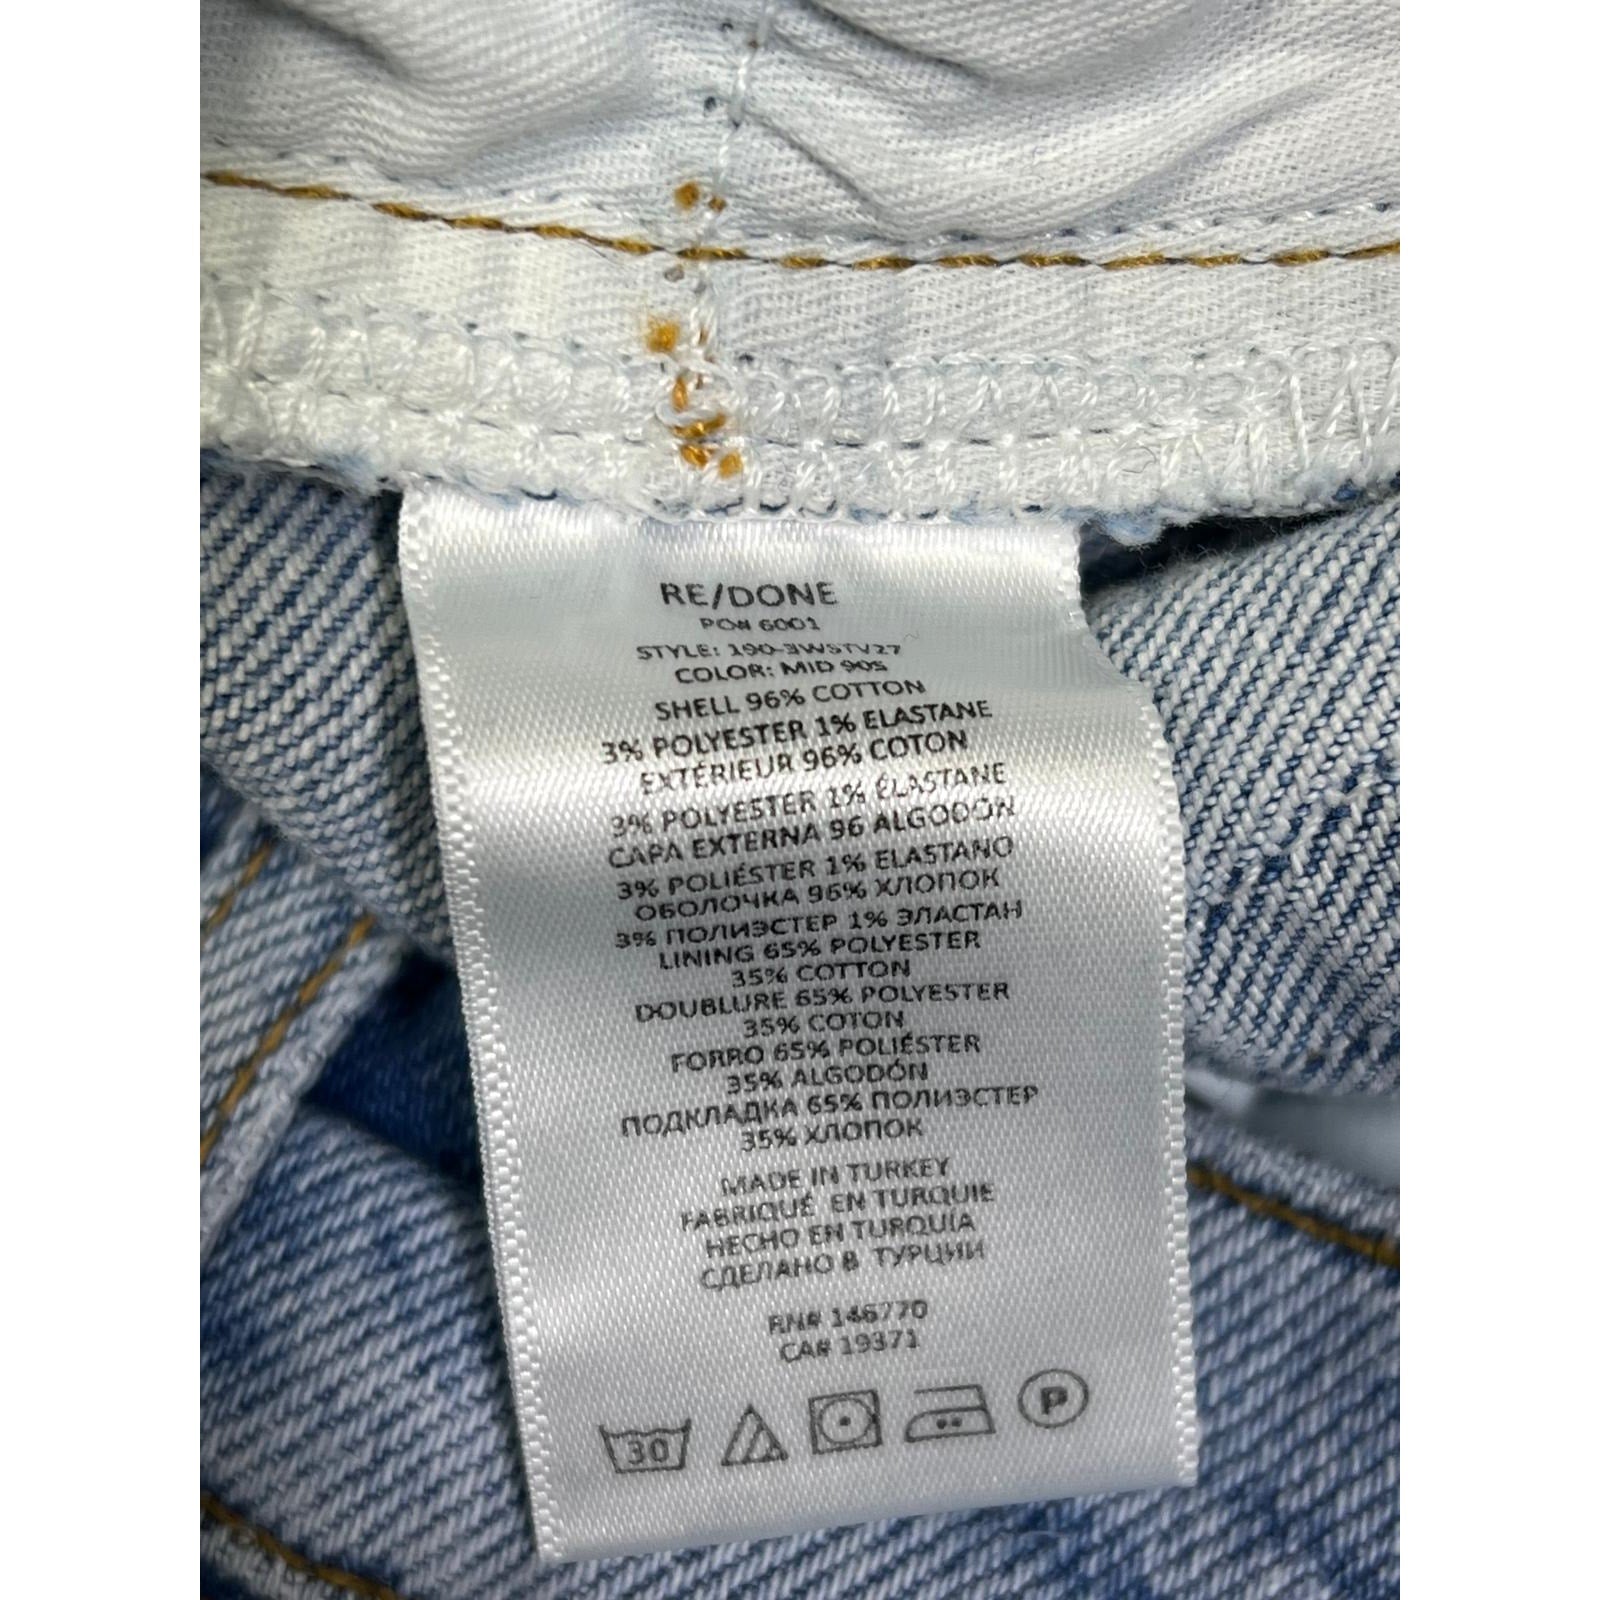 RE/DONE
PO# 6001
STYLE: 190-3WSTV27
COLOR: MID 90S
SHELL 96% COTTON
3% POLYESTER 1% ELASTANE
EXTÉRIEUR 96% COTON
3% POLYESTER 1% ÉLASTANE
CAPA EXTERNA 96 ALGODÓN
3% POLIÉSTER 1% ELASTANO
ОБОЛОЧКА 96% ХЛОПОК
3% ПОЛИЭСТЕР 1% ЭЛАСТАН
LINING 65% POLYESTER
35% COTTON
DOUBLURE 65% POLYESTER
35% COTON
FORRO 65% POLIÉSTER
35% ALGODÓN
ПОДКЛАДКА 65% ПОЛИЭСТЕР
35% ХЛОПОК
MADE IN TURKEY
FABRIQUÉ EN TURQUIE
HECHO EN TURQUÍA
СДЕЛАНО В ТУРЦИИ
RN# 146770
CA# 19371
30 P